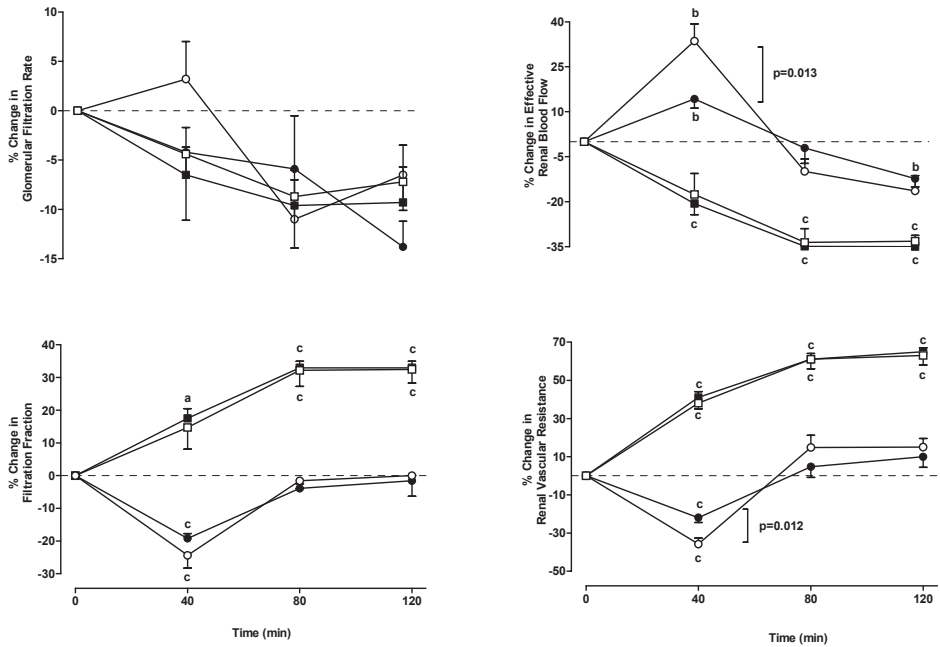 % Change in
Glomerular Filtration Rate
10
5
0
-5
-10
-15
% Change in Effective
Renal Blood Flow
40
25
10
-5
-20
-35
b
b
p=0.013
b
c
c
c
c
c
% Change in
Filtration Fraction
40
30
20
10
0
-10
-20
-30
a
c
c
c
c
c
c
0
40
80
120
Time (min)
% Change in
Renal Vascular Resistance
70
50
30
10
-10
-30
-50
c
c
c
c
c
c
c
c
p=0.012
0
40
80
120
Time (min)